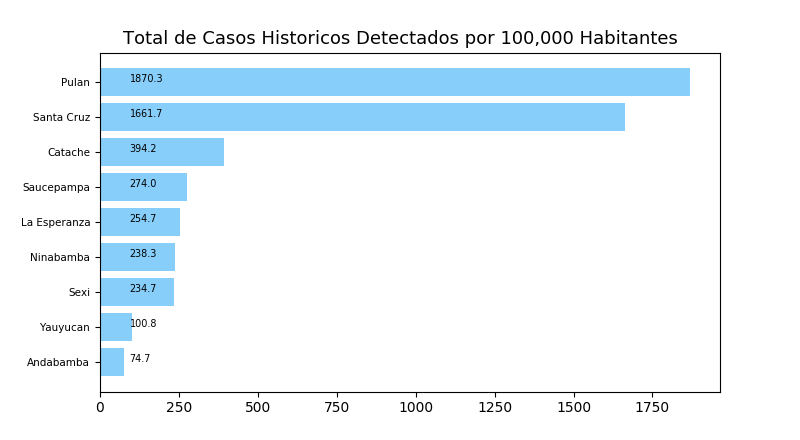 Total de Casos Historicos Detectados por 100,000 Habitantes
Pulan 1870.3
Santa Cruz 1661.7
Catache 394.2
Saucepampa 274.0
La Esperanza 254.7
Ninabamba 238.3
Sexi 234.7
Yauyucan 100.8
Andabamba 74.7
0 250 500 750 1000 1250 1500 1750